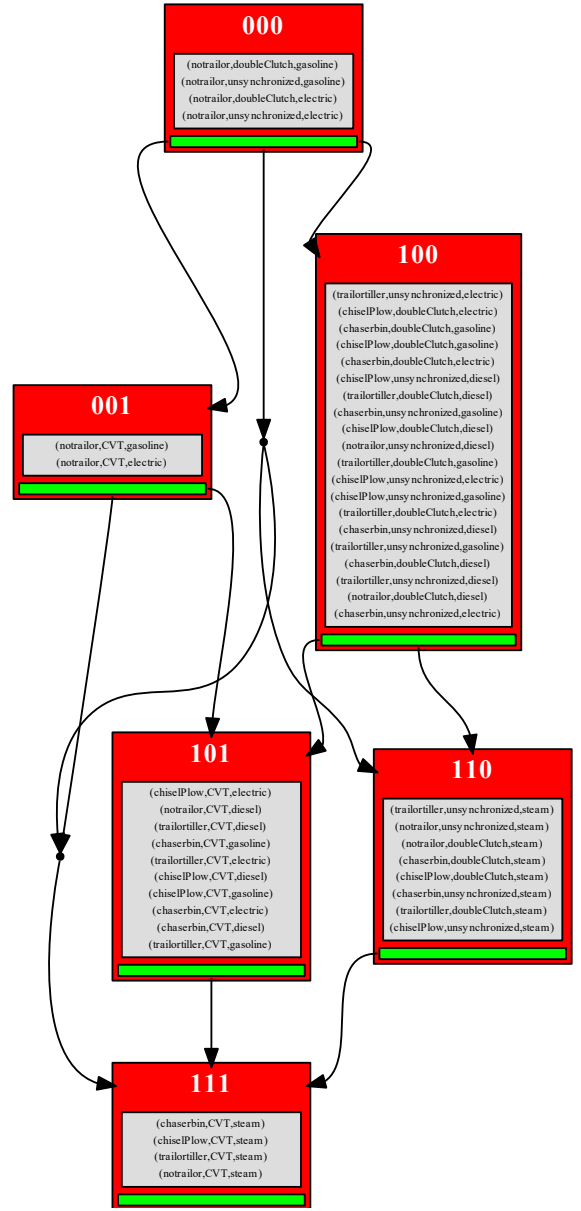 000
(notrailor,doubleClutch,gasoline)
(notrailor,unsynchronized,gasoline)
(notrailor,doubleClutch,electric)
(notrailor,unsynchronized,electric)
100
(trailortiller,unsynchronized,electric)
(chiselPlow,doubleClutch,electric)
(chaserbin,doubleClutch,gasoline)
(chiselPlow,doubleClutch,gasoline)
(chaserbin,doubleClutch,electric)
(chiselPlow,unsynchronized,diesel)
(trailortiller,doubleClutch,diesel)
(chaserbin,unsynchronized,gasoline)
(chiselPlow,doubleClutch,diesel)
(notrailor,unsynchronized,diesel)
(trailortiller,doubleClutch,gasoline)
(chiselPlow,unsynchronized,electric)
(chiselPlow,unsynchronized,gasoline)
(trailortiller,doubleClutch,electric)
(chaserbin,unsynchronized,diesel)
(trailortiller,unsynchronized,gasoline)
(chaserbin,doubleClutch,diesel)
(trailortiller,unsynchronized,diesel)
(notrailor,doubleClutch,diesel)
(chaserbin,unsynchronized,electric)
001
(notrailor,CVT,gasoline)
(notrailor,CVT,electric)
101
(chiselPlow,CVT,electric)
(notrailor,CVT,diesel)
(trailortiller,CVT,diesel)
(chaserbin,CVT,gasoline)
(trailortiller,CVT,electric)
(chiselPlow,CVT,diesel)
(chiselPlow,CVT,gasoline)
(chaserbin,CVT,electric)
(chaserbin,CVT,diesel)
(trailortiller,CVT,gasoline)
110
(trailortiller,unsynchronized,steam)
(notrailor,unsynchronized,steam)
(notrailor,doubleClutch,steam)
(chaserbin,doubleClutch,steam)
(chiselPlow,doubleClutch,steam)
(chaserbin,unsynchronized,steam)
(trailortiller,doubleClutch,steam)
(chiselPlow,unsynchronized,steam)
111
(chaserbin,CVT,steam)
(chiselPlow,CVT,steam)
(trailortiller,CVT,steam)
(notrailor,CVT,steam)